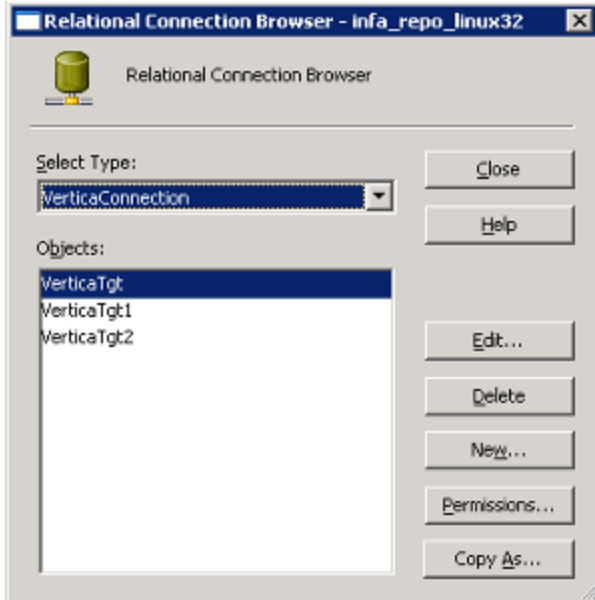 Relational Connection Browser - infa_repo_linux32
Relational Connection Browser
Select Type:
VerticaConnection
Close
Help
Objects:
VerticaTgt
VerticaTgt1
VerticaTgt2
Edit...
Delete
New...
Permissions...
Copy As...